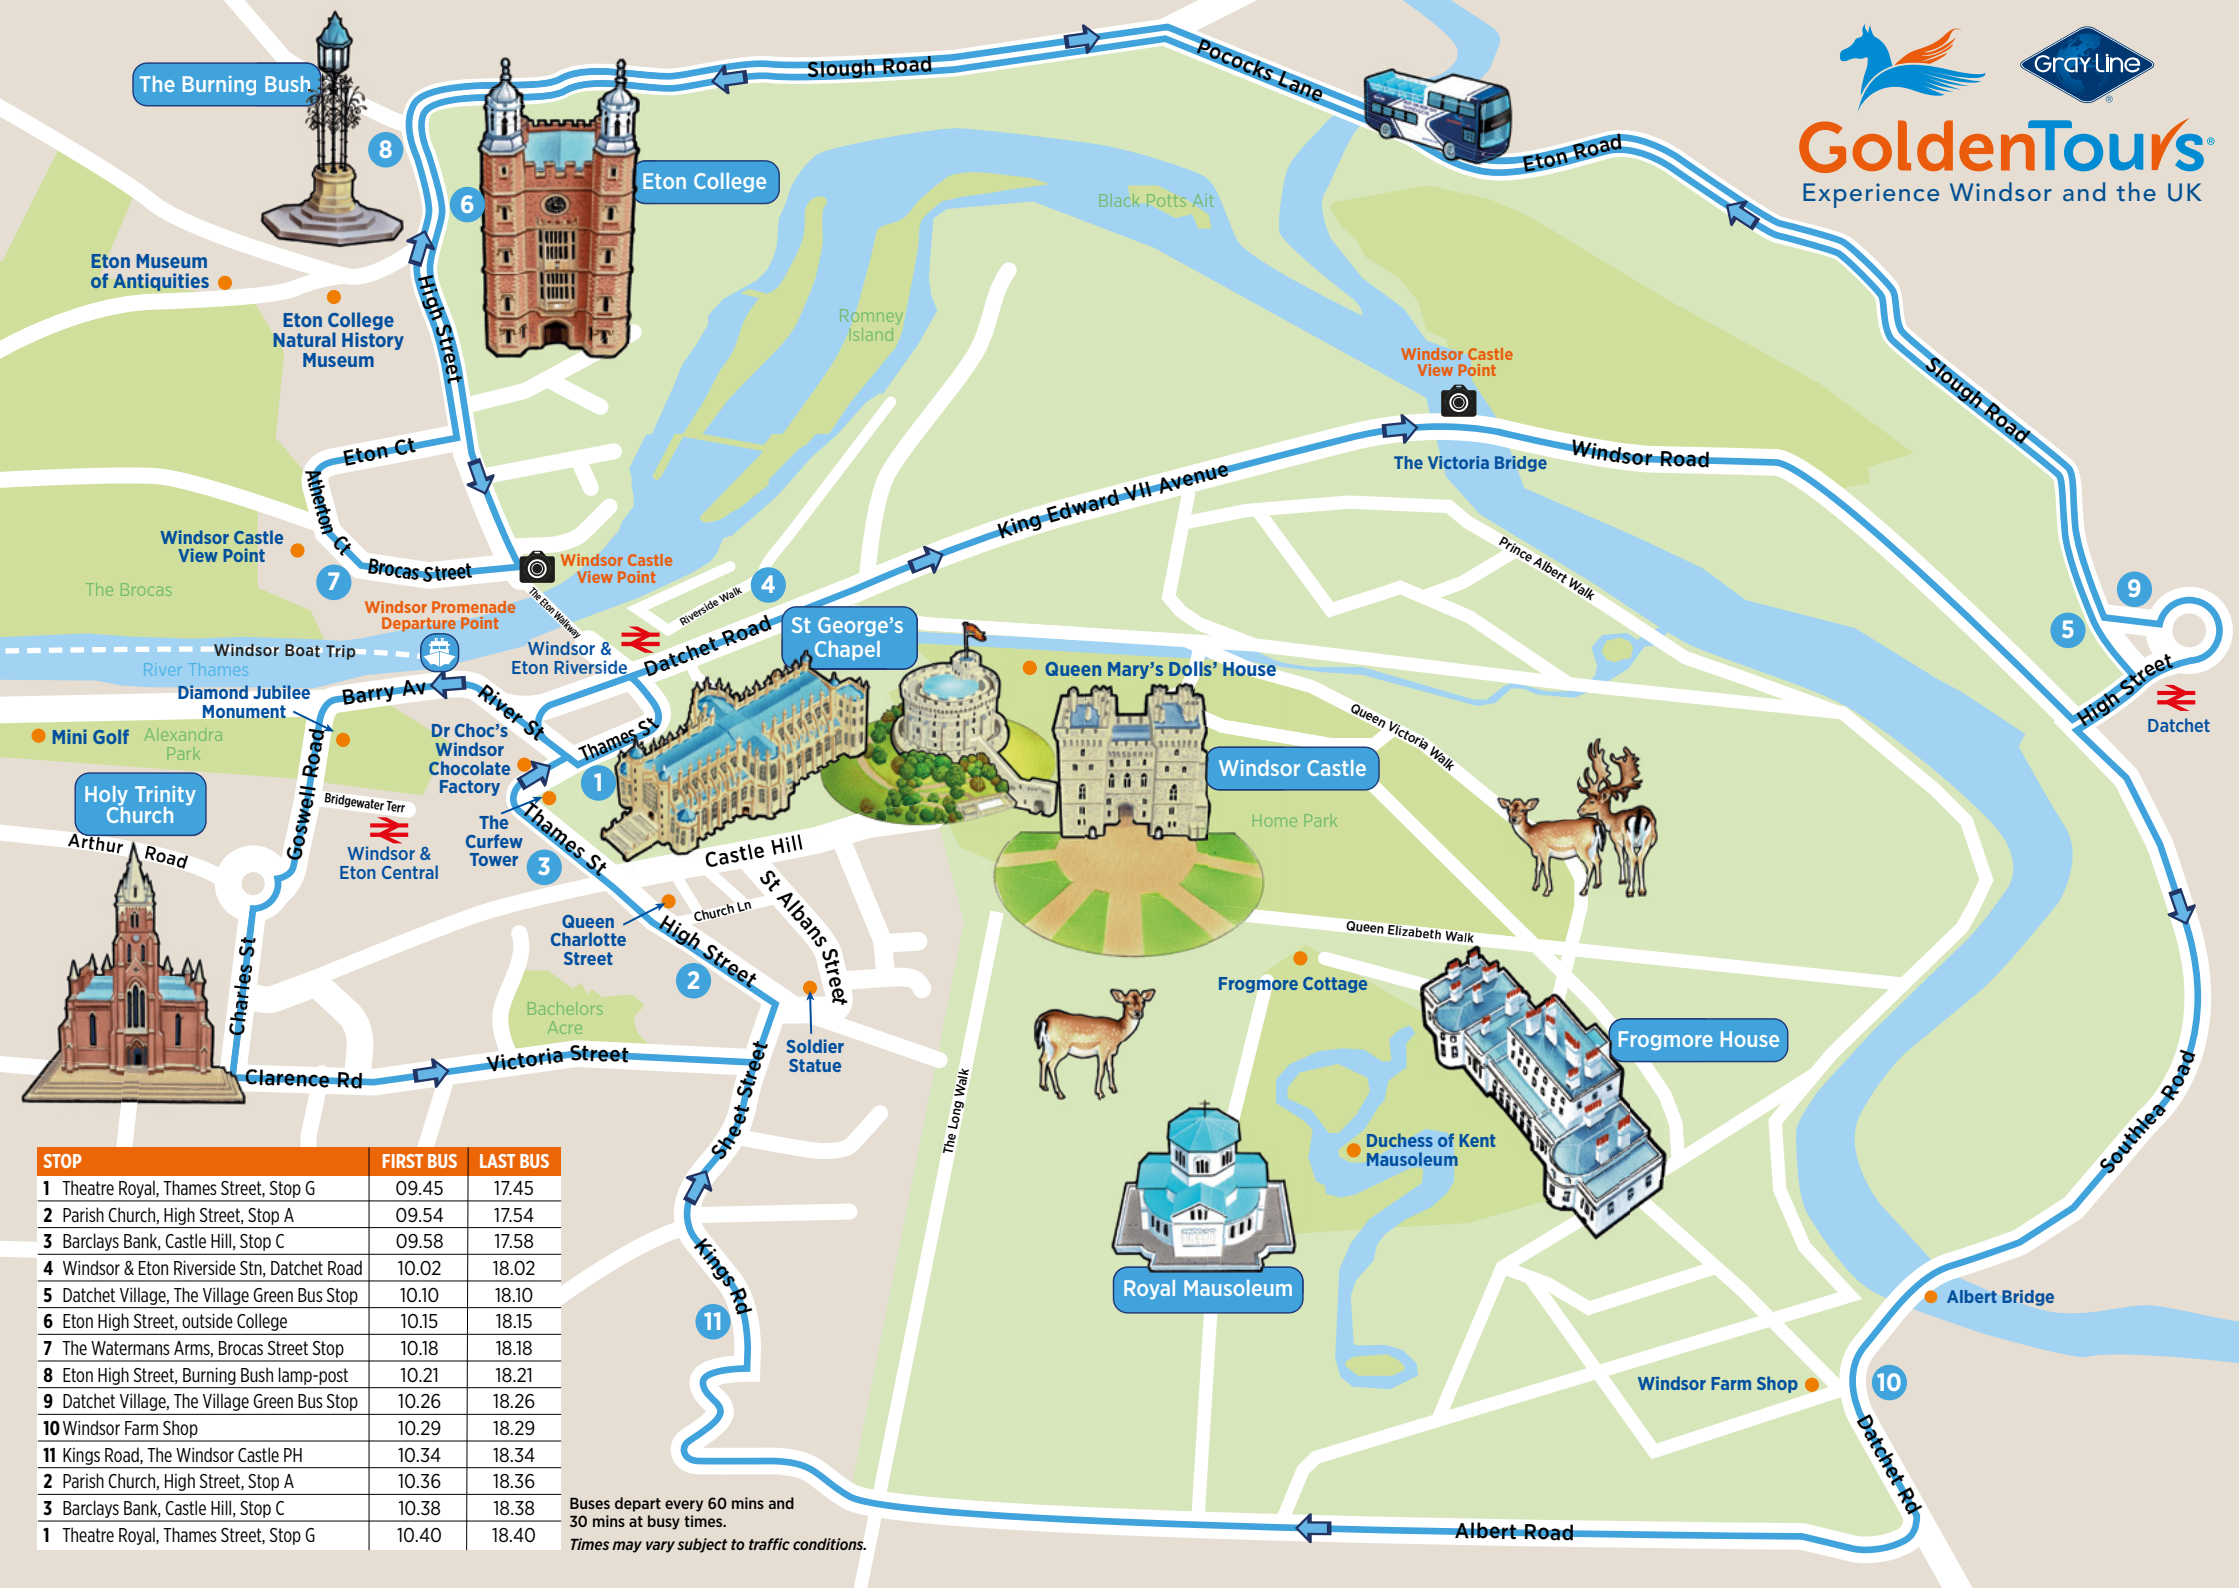 The Burning Bush
8
6
Eton College
Slough Road
Pococks Lane
Eton Road
GrayLine
®
GoldenTours®
Experience Windsor and the UK
Black Potts Ait
Eton Museum
of Antiquities
Eton College
Natural History
Museum
High Street
Romney
Island
Windsor Castle
View Point
The Victoria Bridge
Windsor Road
Slough Road
Eton Ct
Atherton Ct
Brocas Street
Windsor Castle
View Point
7
The Brocas
Windsor Castle
View Point
King Edward VII Avenue
Prince Albert Walk
4
Riverside Walk
The Eton Walkway
9
5
High Street
Datchet
Windsor Promenade
Departure Point
Windsor Boat Trip
River Thames
Windsor &
Eton Riverside
Datchet Road
St George's
Chapel
Queen Mary's Dolls' House
Diamond Jubilee
Monument
Barry Av
River St
Thames St
Mini Golf
Alexandra
Park
Dr Choc's
Windsor
Chocolate
Factory
1
Windsor Castle
Queen Victoria Walk
Home Park
Holy Trinity
Church
Goswell Road
Bridgewater Terr
Arthur Road
Windsor &
Eton Central
The
Curfew
Tower
3
Thames St
Castle Hill
St Albans Street
Church Ln
Queen
Charlotte
Street
High Street
2
Queen Elizabeth Walk
Frogmore Cottage
Frogmore House
Charles St
Bachelors
Acre
Soldier
Statue
Clarence Rd
Victoria Street
Sheet Street
The Long Walk
Duchess of Kent
Mausoleum
Royal Mausoleum
Southlea Road
Kings Rd
11
Albert Bridge
Windsor Farm Shop
10
Datchet Rd
Albert Road
STOP FIRST BUS LAST BUS
1 Theatre Royal, Thames Street, Stop G 09.45 17.45
2 Parish Church, High Street, Stop A 09.54 17.54
3 Barclays Bank, Castle Hill, Stop C 09.58 17.58
4 Windsor & Eton Riverside Stn, Datchet Road 10.02 18.02
5 Datchet Village, The Village Green Bus Stop 10.10 18.10
6 Eton High Street, outside College 10.15 18.15
7 The Watermans Arms, Brocas Street Stop 10.18 18.18
8 Eton High Street, Burning Bush lamp-post 10.21 18.21
9 Datchet Village, The Village Green Bus Stop 10.26 18.26
10 Windsor Farm Shop 10.29 18.29
11 Kings Road, The Windsor Castle PH 10.34 18.34
2 Parish Church, High Street, Stop A 10.36 18.36
3 Barclays Bank, Castle Hill, Stop C 10.38 18.38
1 Theatre Royal, Thames Street, Stop G 10.40 18.40
Buses depart every 60 mins and
30 mins at busy times.
Times may vary subject to traffic conditions.